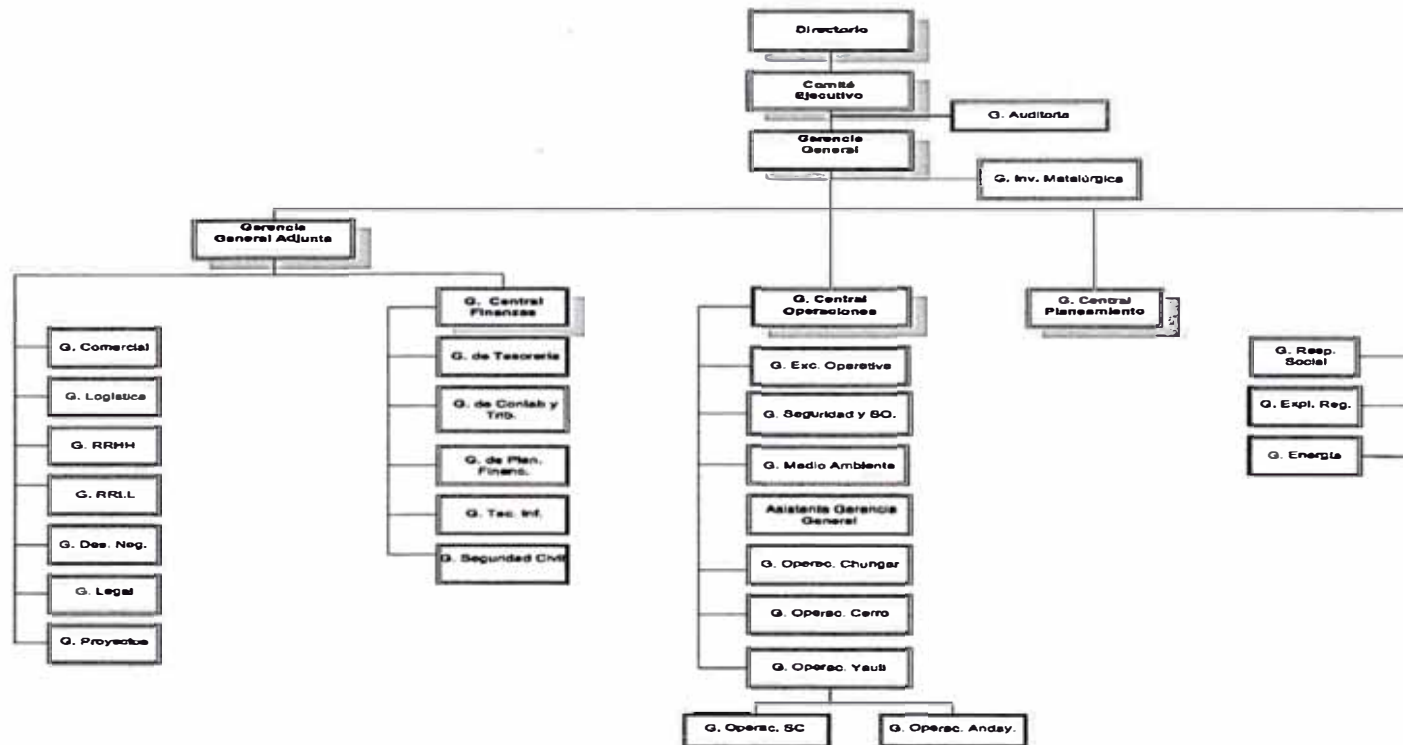 Directorio
Comité
Ejecutivo
G. Auditoria
Gerencia
General
G. Inv. Metalúrgica
Gerencia
General Adjunta
G. Central
Finanzas
G. Central
Operaciones
G. Central
Planeamiento
G. Comercial
G. Logística
G. RRHH
G. RRLL
G. Des. Neg.
G. Legal
G. Proyectos
G. de Tesorería
G. de Contab y
Trib.
G. de Plan.
Financ.
G. Tec. Inf.
G. Seguridad Civil
G. Exc. Operativa
G. Seguridad y SO.
G. Medio Ambiente
Asistente Gerencia
General
G. Operac. Chungar
G. Operac. Cerro
G. Operac. Yauli
G. Operac. SC
G. Operac. Anday.
G. Resp.
Social
G. Expl. Reg.
G. Energía